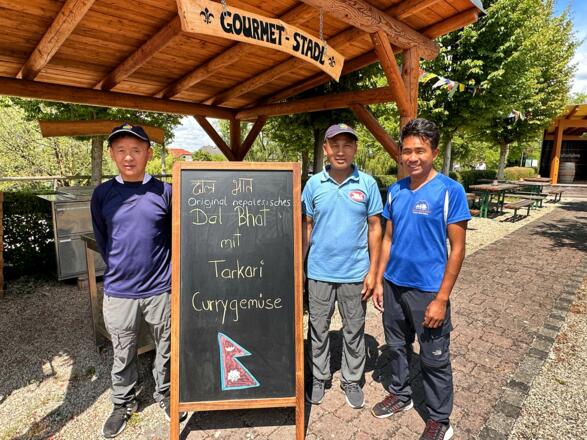 GOURMET-STADL
दाल भात
Original nepalesisches
Dal Bhat
mit
Tarkari
Currygemüse